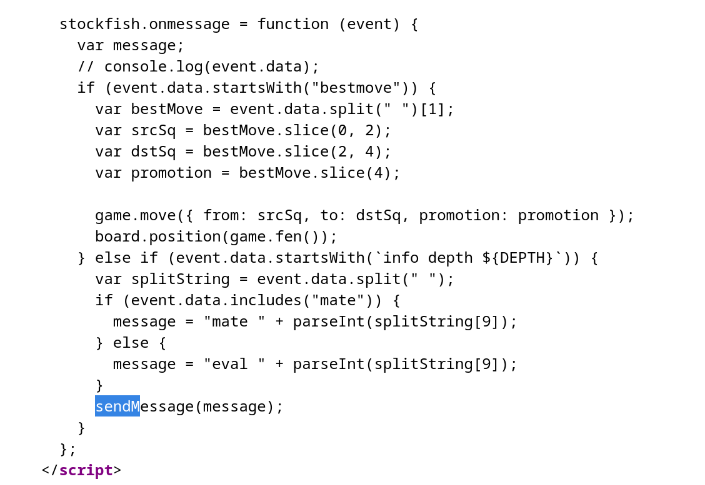 stockfish.onmessage = function (event) {
var message;
// console.log(event.data);
if (event.data.startsWith("bestmove")) {
var bestMove = event.data.split(" ")[1];
var srcSq = bestMove.slice(0, 2);
var dstSq = bestMove.slice(2, 4);
var promotion = bestMove.slice(4);
game.move({ from: srcSq, to: dstSq, promotion: promotion });
board.position(game.fen());
} else if (event.data.startsWith(`info depth ${DEPTH}`)) {
var splitString = event.data.split(" ");
if (event.data.includes("mate")) {
message = "mate " + parseInt(splitString[9]);
} else {
message = "eval " + parseInt(splitString[9]);
}
sendMessage(message);
}
};
</script>